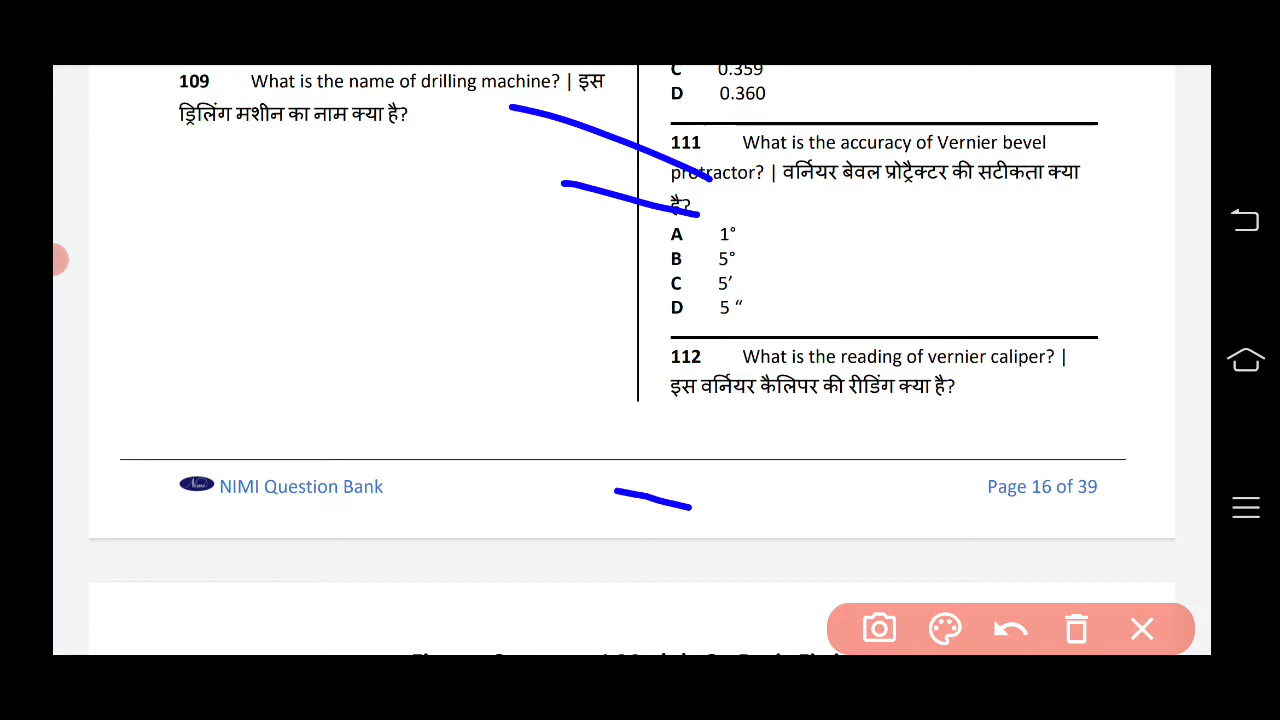 109 What is the name of drilling machine? | इस
ड्रिलिंग मशीन का नाम क्या है?
C 0.359
D 0.360
111 What is the accuracy of Vernier bevel
protractor? | वर्नियर बेवल प्रोट्रैक्टर की सटीकता क्या
है?
A 1°
B 5°
C 5′
D 5 “
112 What is the reading of vernier caliper? |
इस वर्नियर कैलिपर की रीडिंग क्या है?
Nimi NIMI Question Bank
Page 16 of 39